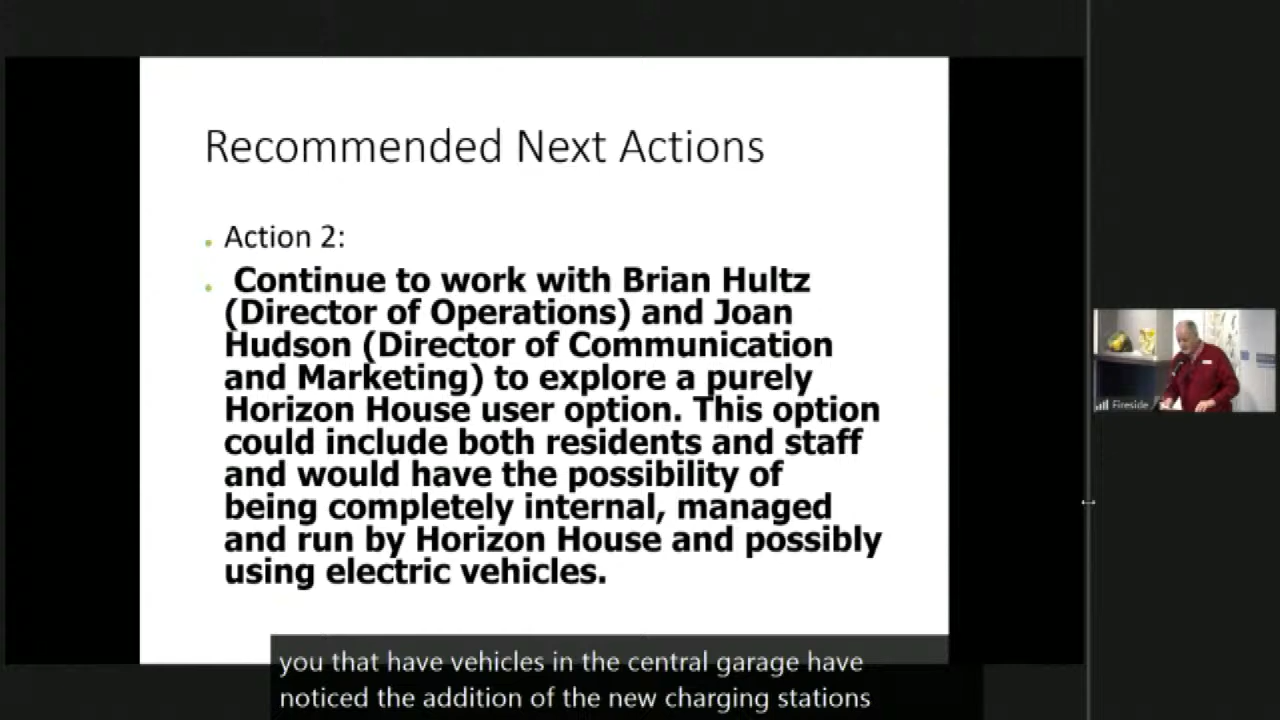 Recommended Next Actions
Action 2:
Continue to work with Brian Hultz
(Director of Operations) and Joan
Hudson (Director of Communication
and Marketing) to explore a purely
Horizon House user option. This option
could include both residents and staff
and would have the possibility of
being completely internal, managed
and run by Horizon House and possibly
using electric vehicles.
Fireside
you that have vehicles in the central garage have
noticed the addition of the new charging stations